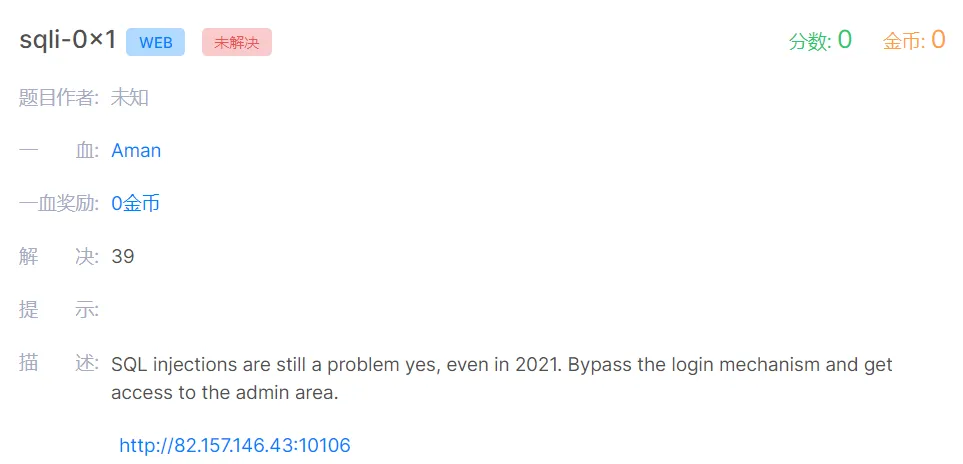 sqli-0×1 WEB 未解决 分数: 0 金币: 0
题目作者: 未知
一 血: Aman
一血奖励: 0金币
解 决: 39
提 示:
描 述: SQL injections are still a problem yes, even in 2021. Bypass the login mechanism and get
access to the admin area.
http://82.157.146.43:10106